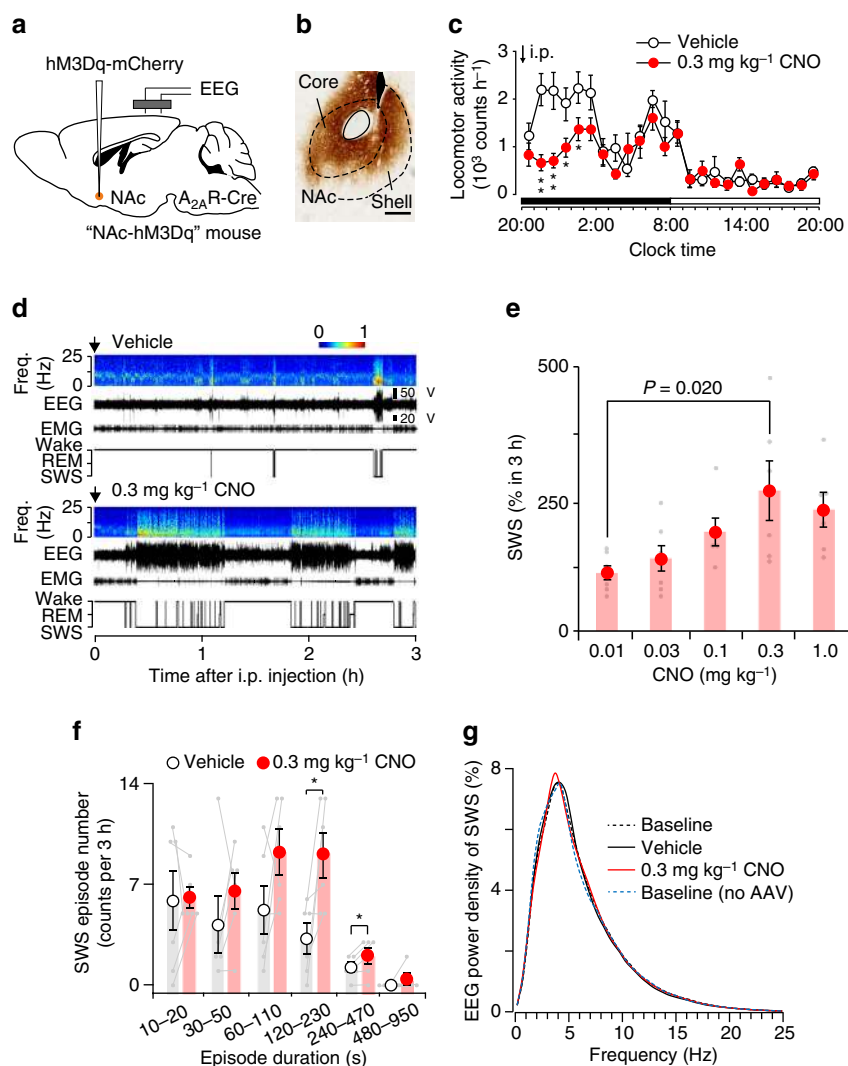 a
hM3Dq-mCherry
EEG
NAc
A2AR-Cre
“NAc-hM3Dq” mouse
b
Core
NAc
Shell
c
i.p.
Vehicle
0.3 mg kg⁻¹ CNO
Locomotor activity
(10³ counts h⁻¹)
3
2
1
0
*
*
*
*
*
*
20:00 2:00 8:00 14:00 20:00
Clock time
d
Vehicle
0 1
Freq.
(Hz)
25
0
50 V
EEG
20 V
EMG
Wake
REM
SWS
0.3 mg kg⁻¹ CNO
Freq.
(Hz)
25
0
EEG
EMG
Wake
REM
SWS
0 1 2 3
Time after i.p. injection (h)
e
SWS (% in 3 h)
500
250
0
P = 0.020
0.01 0.03 0.1 0.3 1.0
CNO (mg kg⁻¹)
f
Vehicle 0.3 mg kg⁻¹ CNO
SWS episode number
(counts per 3 h)
14
7
0
*
*
10–20 30–50 60–110 120–230 240–470 480–950
Episode duration (s)
g
EEG power density of SWS (%)
8
4
0
Baseline
Vehicle
0.3 mg kg⁻¹ CNO
Baseline (no AAV)
0 5 10 15 20 25
Frequency (Hz)